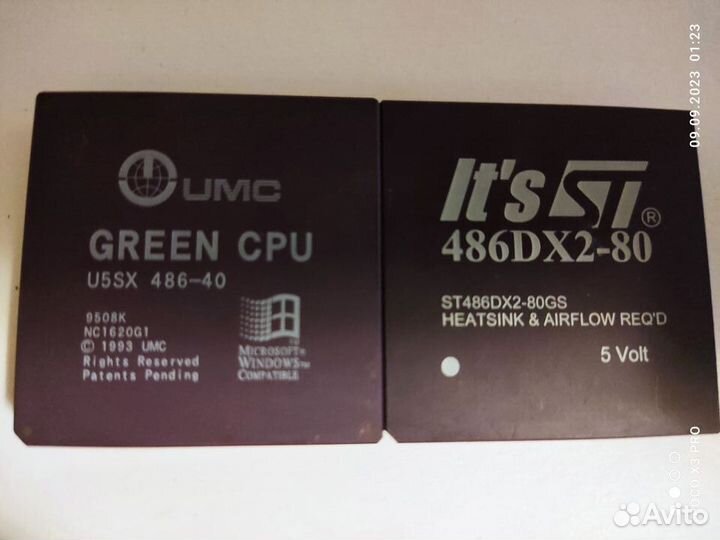 UMC
GREEN CPU
U5SX 486-40
9508K
NC1620G1
© 1993 UMC
Rights Reserved
Patents Pending
MICROSOFT®
WINDOWS™
COMPATIBLE
It's ST®
486DX2-80
ST486DX2-80GS
HEATSINK & AIRFLOW REQ'D
5 Volt
09.09.2023 01:23
POCO X3 PRO
Avito